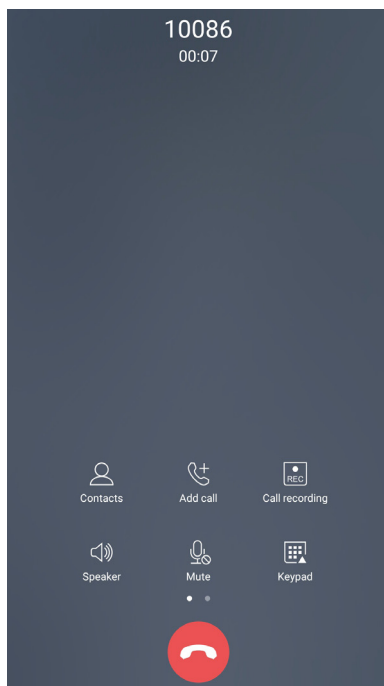 10086
00:07
Contacts
Add call
REC
Call recording
Speaker
Mute
Keypad